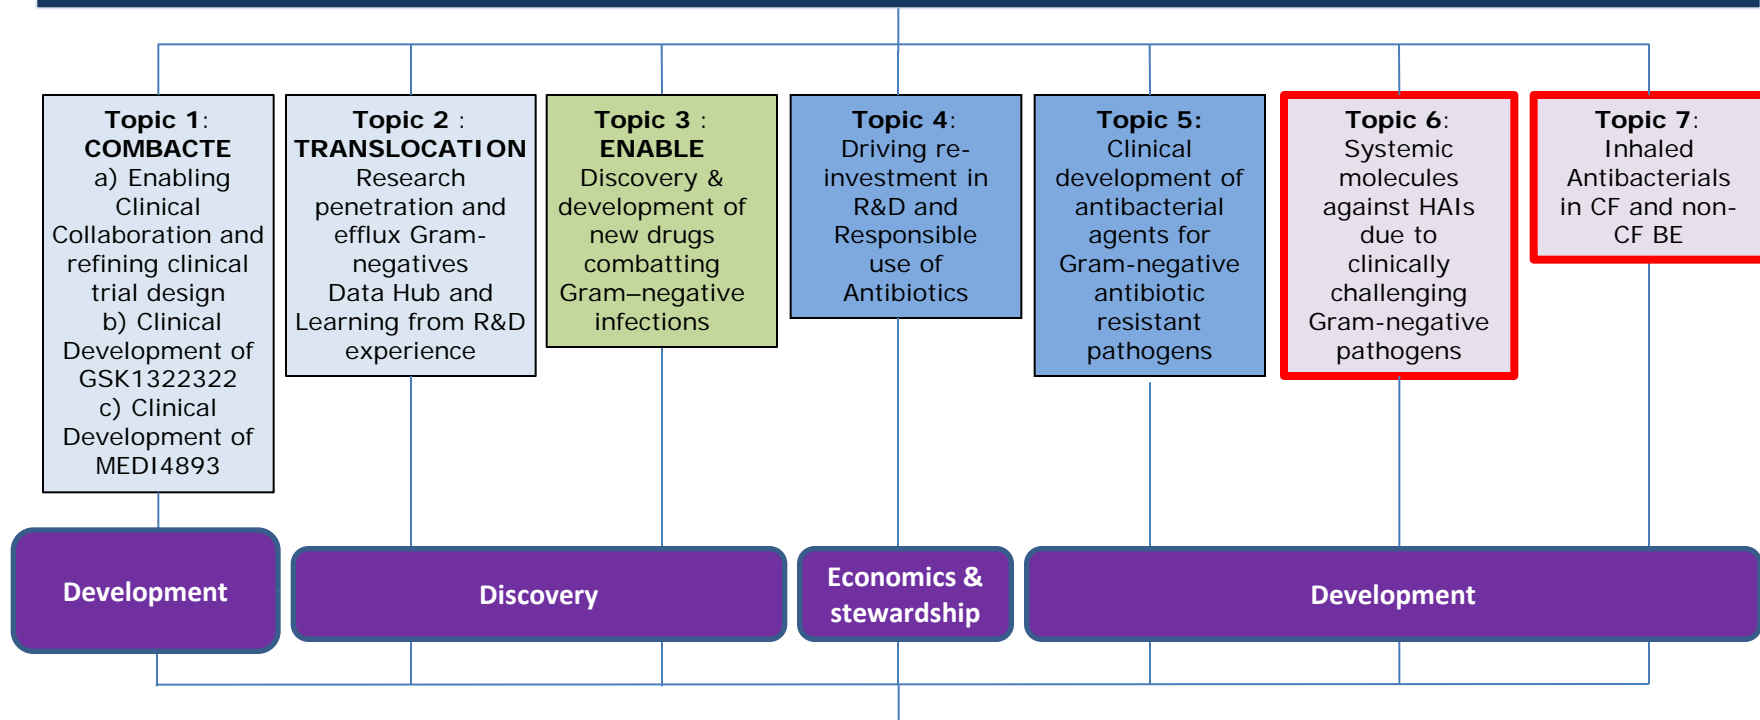 Topic 1:
COMBACTE
a) Enabling
Clinical
Collaboration and
refining clinical
trial design
b) Clinical
Development of
GSK1322322
c) Clinical
Development of
MEDI4893
Topic 2 :
TRANSLOCATION
Research
penetration and
efflux Gram-
negatives
Data Hub and
Learning from R&D
experience
Topic 3 :
ENABLE
Discovery &
development of
new drugs
combatting
Gram–negative
infections
Topic 4:
Driving re-
investment in
R&D and
Responsible
use of
Antibiotics
Topic 5:
Clinical
development of
antibacterial
agents for
Gram-negative
antibiotic
resistant
pathogens
Topic 6:
Systemic
molecules
against HAIs
due to
clinically
challenging
Gram-negative
pathogens
Topic 7:
Inhaled
Antibacterials
in CF and non-
CF BE
Development
Discovery
Economics &
stewardship
Development